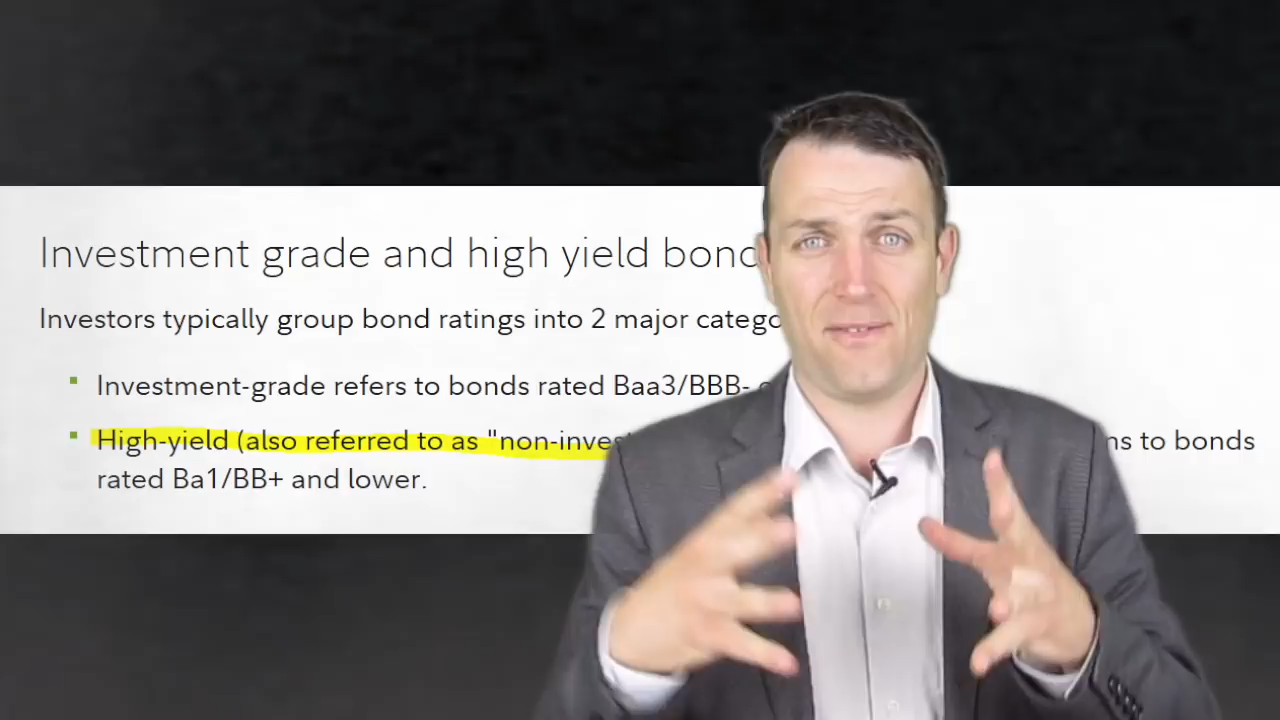 Investment grade and high yield bond
Investors typically group bond ratings into 2 major catego
Investment-grade refers to bonds rated Baa3/BBB-
High-yield (also referred to as "non-inves ns to bonds
rated Ba1/BB+ and lower.